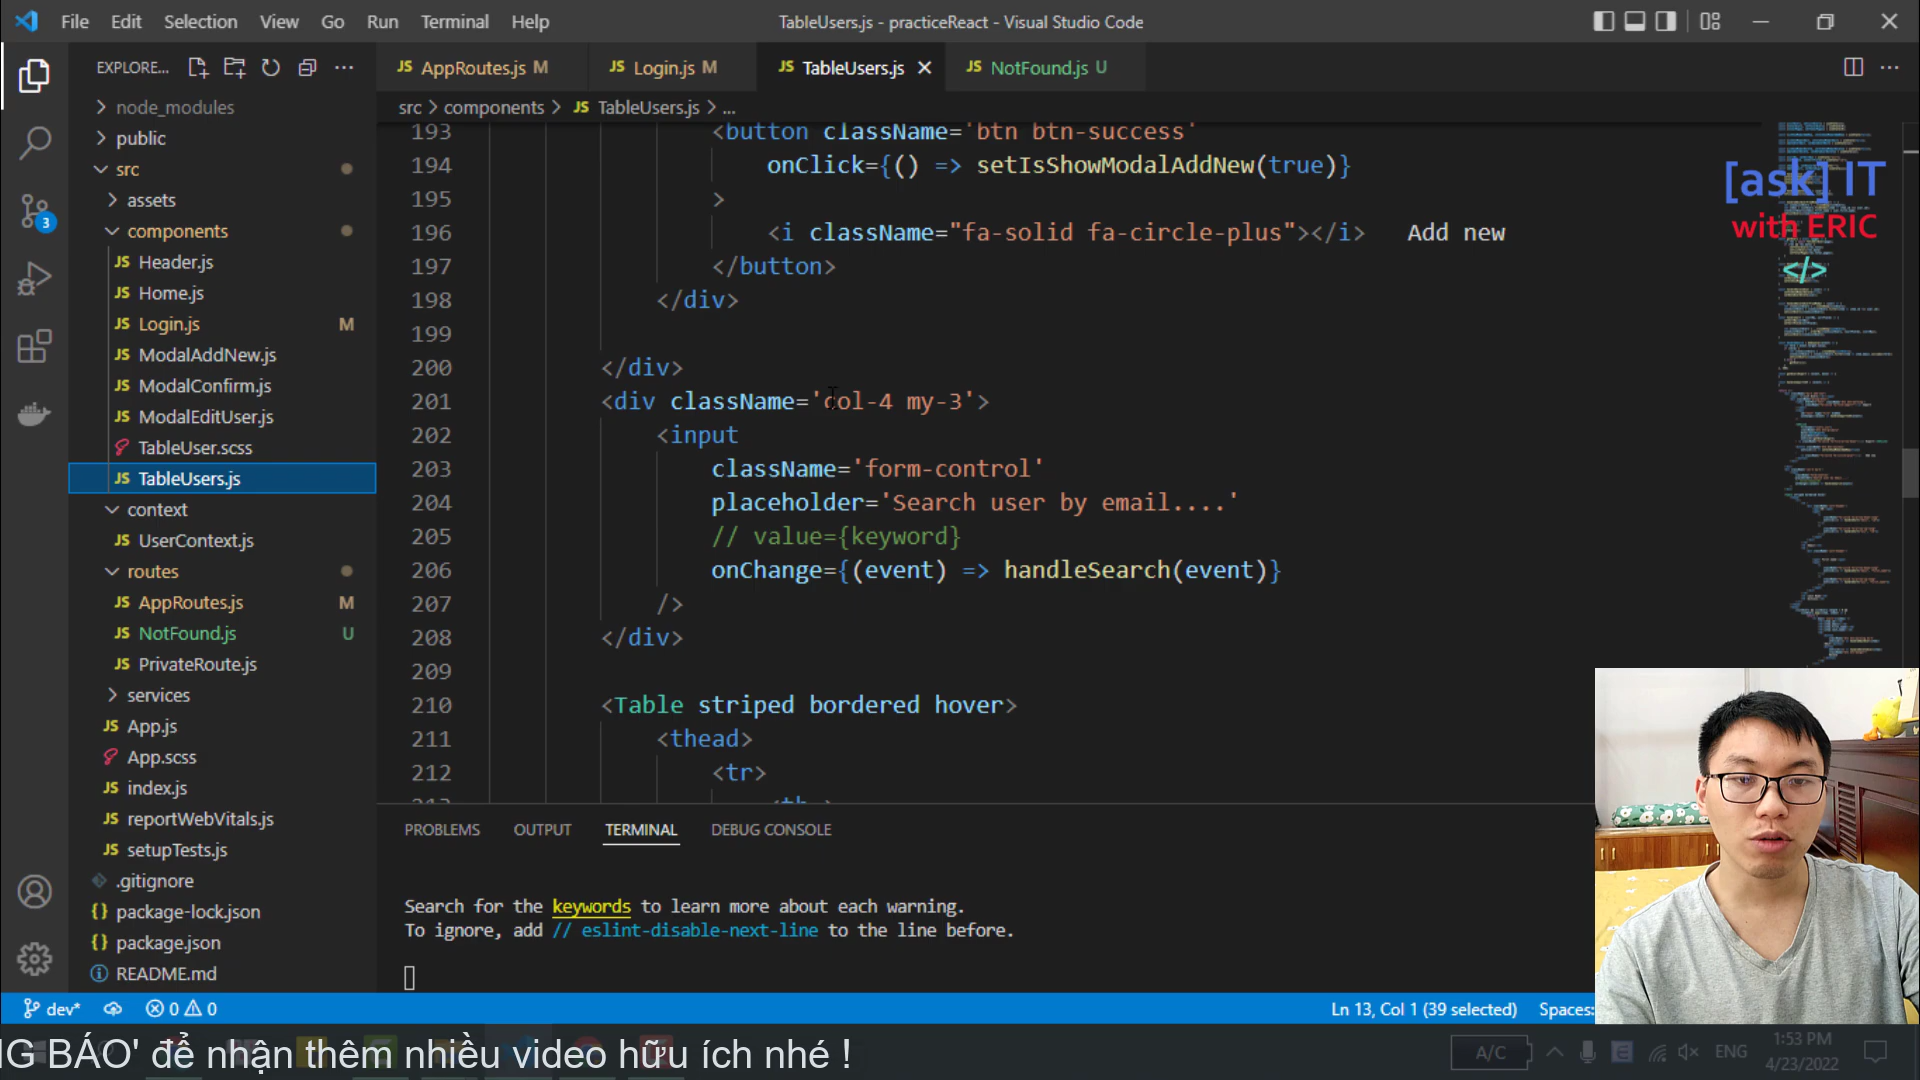 File Edit Selection View Go Run Terminal Help
TableUsers.js - practiceReact - Visual Studio Code
EXPLORE...
JS AppRoutes.js M
JS Login.js M
JS TableUsers.js
JS NotFound.js U
src > components > JS TableUsers.js > ...
node_modules
public
src
assets
components
JS Header.js
JS Home.js
JS Login.js M
JS ModalAddNew.js
JS ModalConfirm.js
JS ModalEditUser.js
TableUser.scss
JS TableUsers.js
context
JS UserContext.js
routes
JS AppRoutes.js M
JS NotFound.js U
JS PrivateRoute.js
services
JS App.js
App.scss
JS index.js
JS reportWebVitals.js
JS setupTests.js
.gitignore
{} package-lock.json
{} package.json
README.md
3
193 <button className='btn btn-success'
194 onClick={() => setIsShowModalAddNew(true)}
195 >
196 <i className="fa-solid fa-circle-plus"></i> Add new
197 </button>
198 </div>
199
200 </div>
201 <div className='col-4 my-3'>
202 <input
203 className='form-control'
204 placeholder='Search user by email....'
205 // value={keyword}
206 onChange={(event) => handleSearch(event)}
207 />
208 </div>
209
210 <Table striped bordered hover>
211 <thead>
212 <tr>
213 <th >
[ask] IT
with ERIC
</>
PROBLEMS OUTPUT TERMINAL DEBUG CONSOLE
Search for the keywords to learn more about each warning.
To ignore, add // eslint-disable-next-line to the line before.
dev* 0 0
Ln 13, Col 1 (39 selected) Spaces:
NG BÁO' để nhận thêm nhiều video hữu ích nhé !
A/C
ENG
1:53 PM
4/23/2022